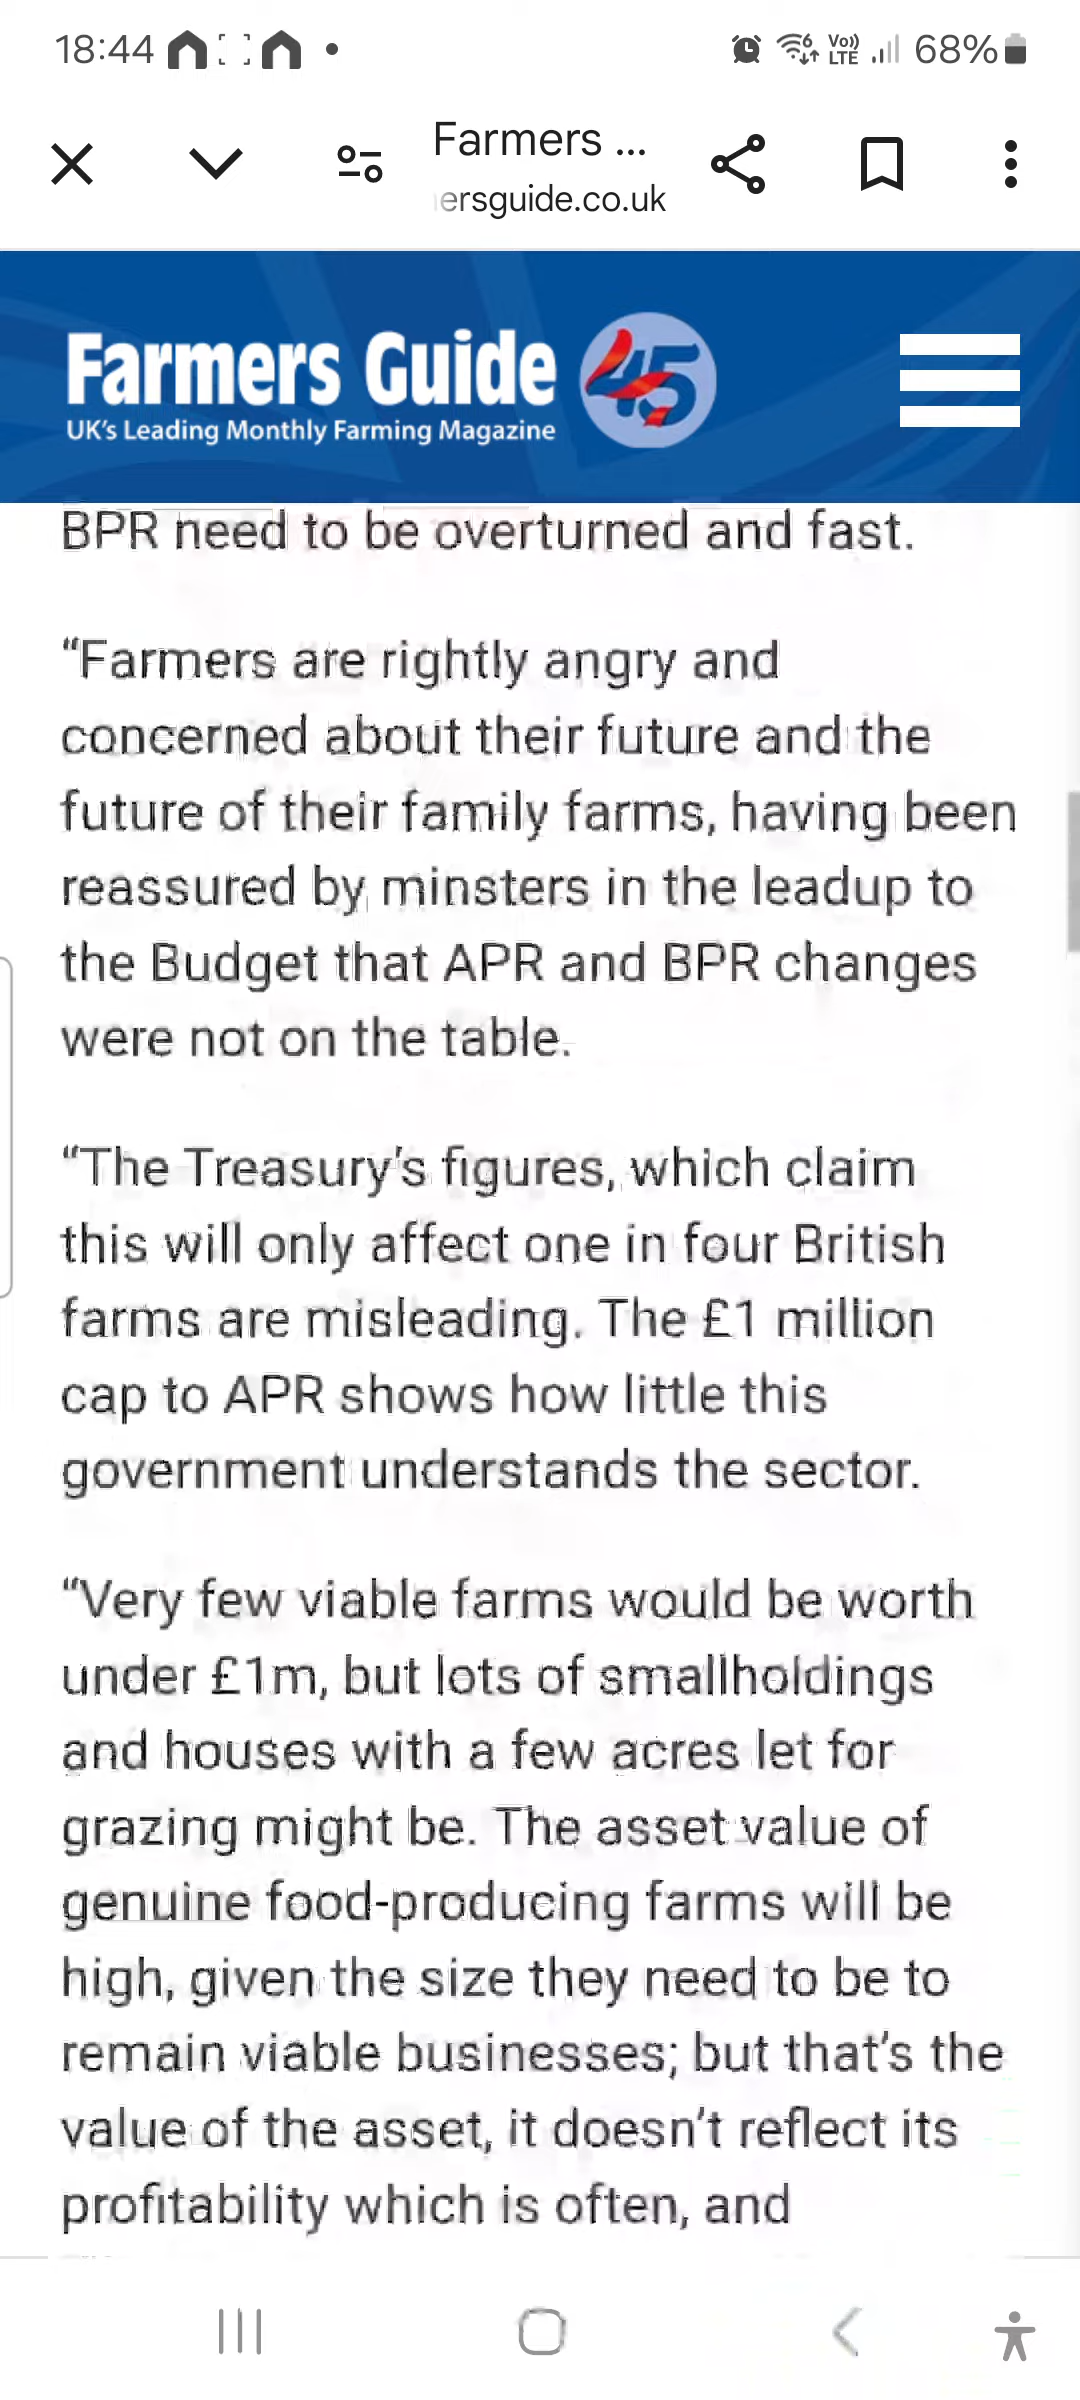 18:44
Vo))
LTE
68%
Farmers ...
ersguide.co.uk
Farmers Guide
45
UK's Leading Monthly Farming Magazine
BPR need to be overturned and fast.
“Farmers are rightly angry and
concerned about their future and the
future of their family farms, having been
reassured by minsters in the leadup to
the Budget that APR and BPR changes
were not on the table.
“The Treasury's figures, which claim
this will only affect one in four British
farms are misleading. The £1 million
cap to APR shows how little this
government understands the sector.
“Very few viable farms would be worth
under £1m, but lots of smallholdings
and houses with a few acres let for
grazing might be. The asset value of
genuine food-producing farms will be
high, given the size they need to be to
remain viable businesses; but that's the
value of the asset, it doesn't reflect its
profitability which is often, and